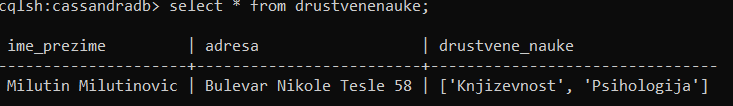 cqlsh:cassandradb> select * from drustvenenauke;
ime_prezime | adresa | drustvene_nauke
---------------------+-------------------------+--------------------------------
Milutin Milutinovic | Bulevar Nikole Tesle 58 | ['Knjizevnost', 'Psihologija']